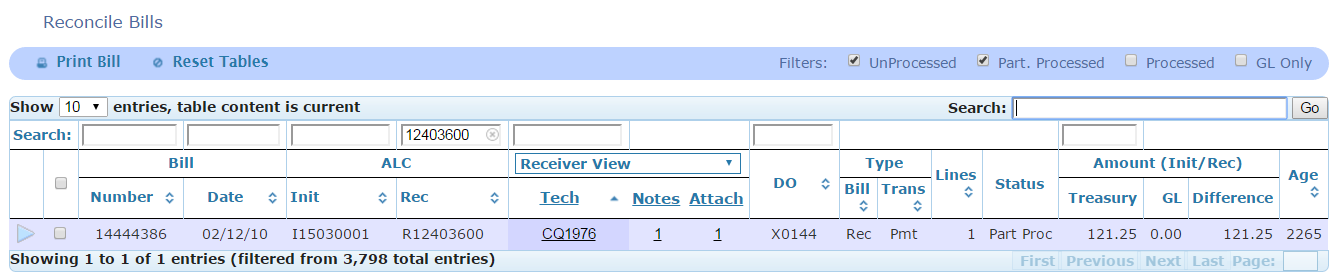 Reconcile Bills
Print Bill Reset Tables Filters: UnProcessed Part. Processed Processed GL Only
Show 10 entries, table content is current Search: Go
Search: 12403600
Bill ALC Receiver View DO Type Lines Status Amount (Init/Rec) Age
Number Date Init Rec Tech Notes Attach Bill Trans Treasury GL Difference
14444386 02/12/10 I15030001 R12403600 CQ1976 1 1 X0144 Rec Pmt 1 Part Proc 121.25 0.00 121.25 2265
Showing 1 to 1 of 1 entries (filtered from 3,798 total entries) First Previous Next Last Page: